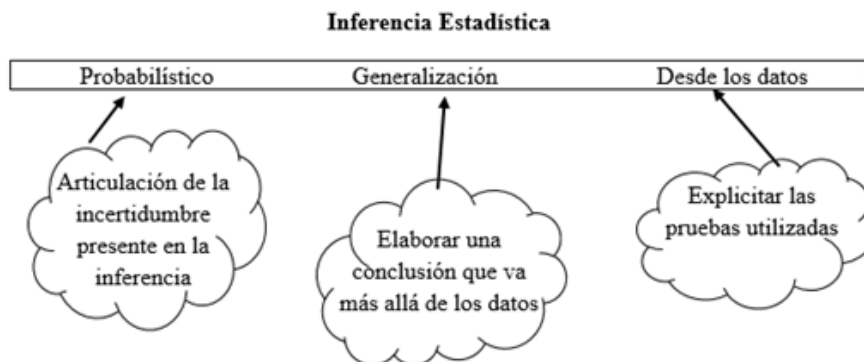 Inferencia Estadística
Probabilístico
Generalización
Desde los datos
Articulación de la
incertidumbre
presente en la
inferencia
Elaborar una
conclusión que va
más allá de los datos
Explicitar las
pruebas utilizadas